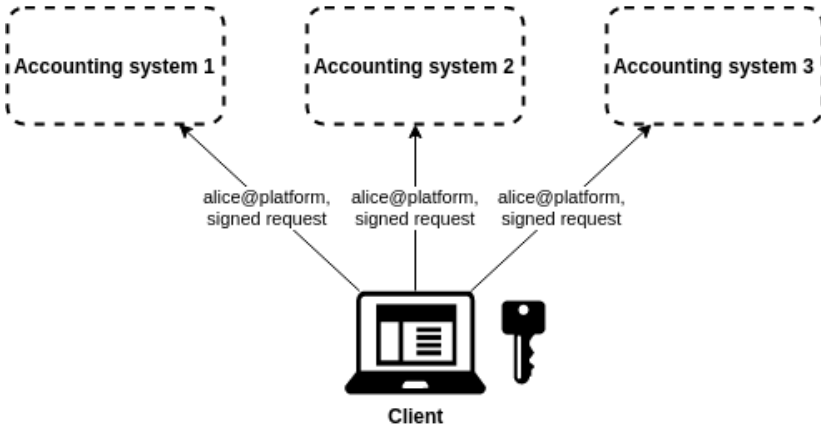 Accounting system 1
Accounting system 2
Accounting system 3
alice@platform,
signed request
alice@platform,
signed request
alice@platform,
signed request
Client